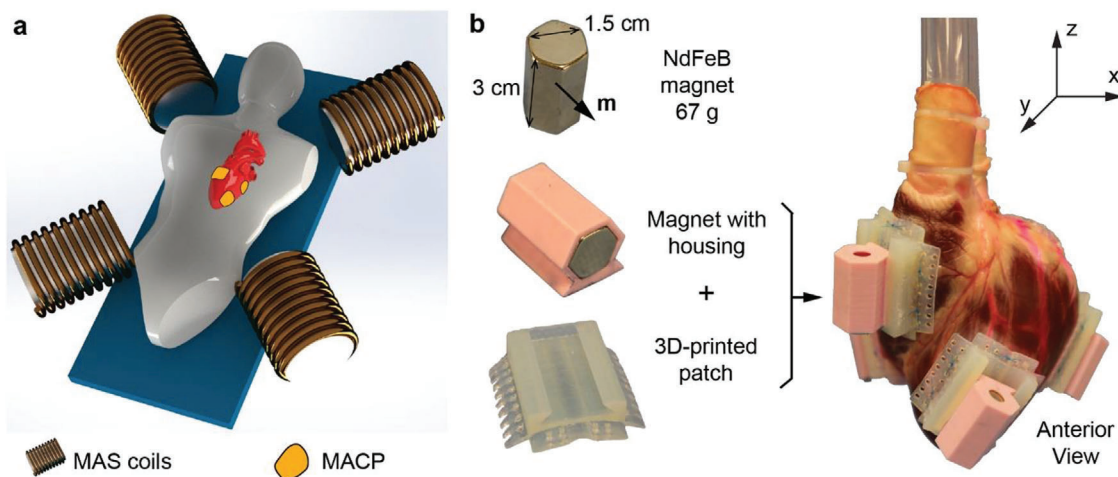 a
MAS coils
MACP
b
1.5 cm
3 cm
m
NdFeB
magnet
67 g
Magnet with
housing
+
3D-printed
patch
z
x
y
Anterior
View